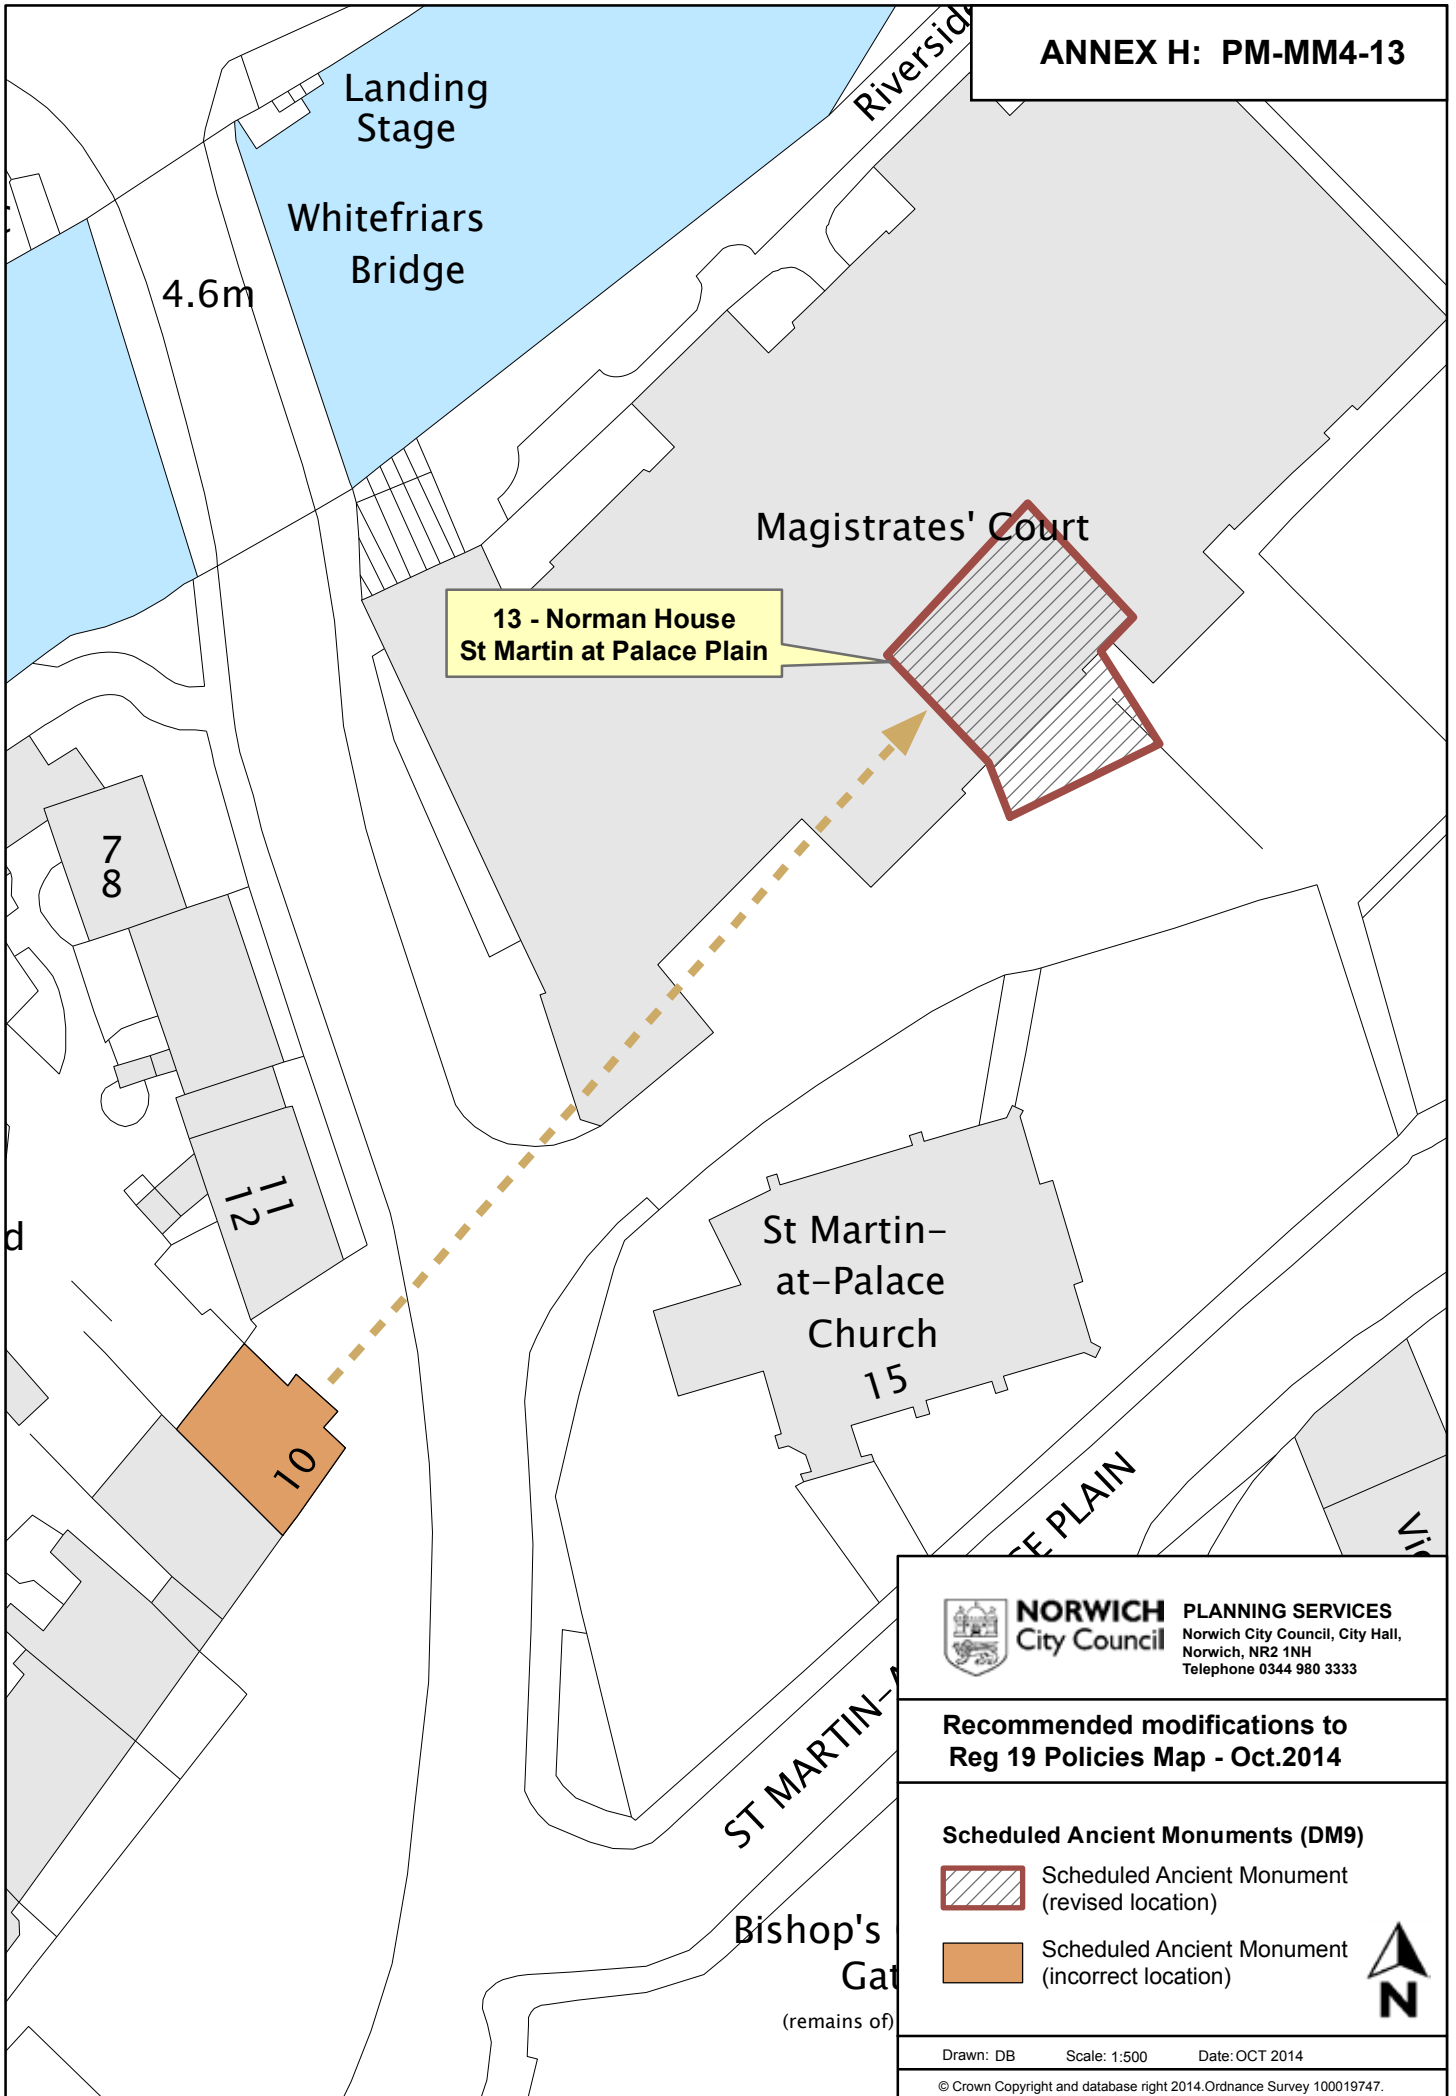 ANNEX H: PM-MM4-13
Riverside
Landing
Stage
Whitefriars
Bridge
4.6m
Magistrates' Court
13 - Norman House
St Martin at Palace Plain
7
8
11
12
d
10
St Martin-
at-Palace
Church
15
ST MARTIN-A
CE PLAIN
Vic
Bishop's
Gat
(remains of)
NORWICH
City Council
PLANNING SERVICES
Norwich City Council, City Hall,
Norwich, NR2 1NH
Telephone 0344 980 3333
Recommended modifications to
Reg 19 Policies Map - Oct.2014
Scheduled Ancient Monuments (DM9)
Scheduled Ancient Monument
(revised location)
Scheduled Ancient Monument
(incorrect location)
N
Drawn: DB Scale: 1:500 Date: OCT 2014
© Crown Copyright and database right 2014.Ordnance Survey 100019747.